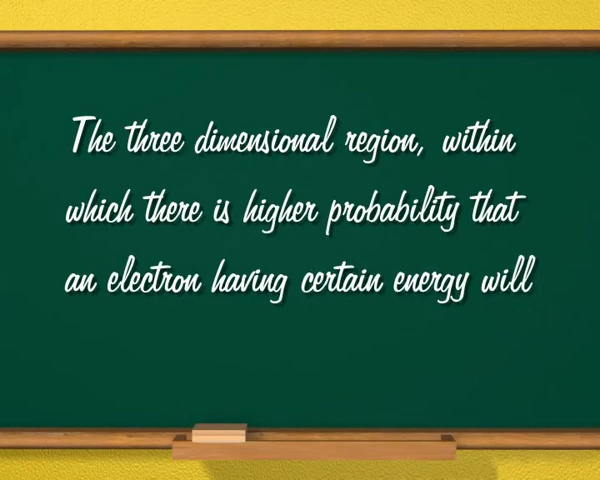 The three dimensional region, within
which there is higher probability that
an electron having certain energy will